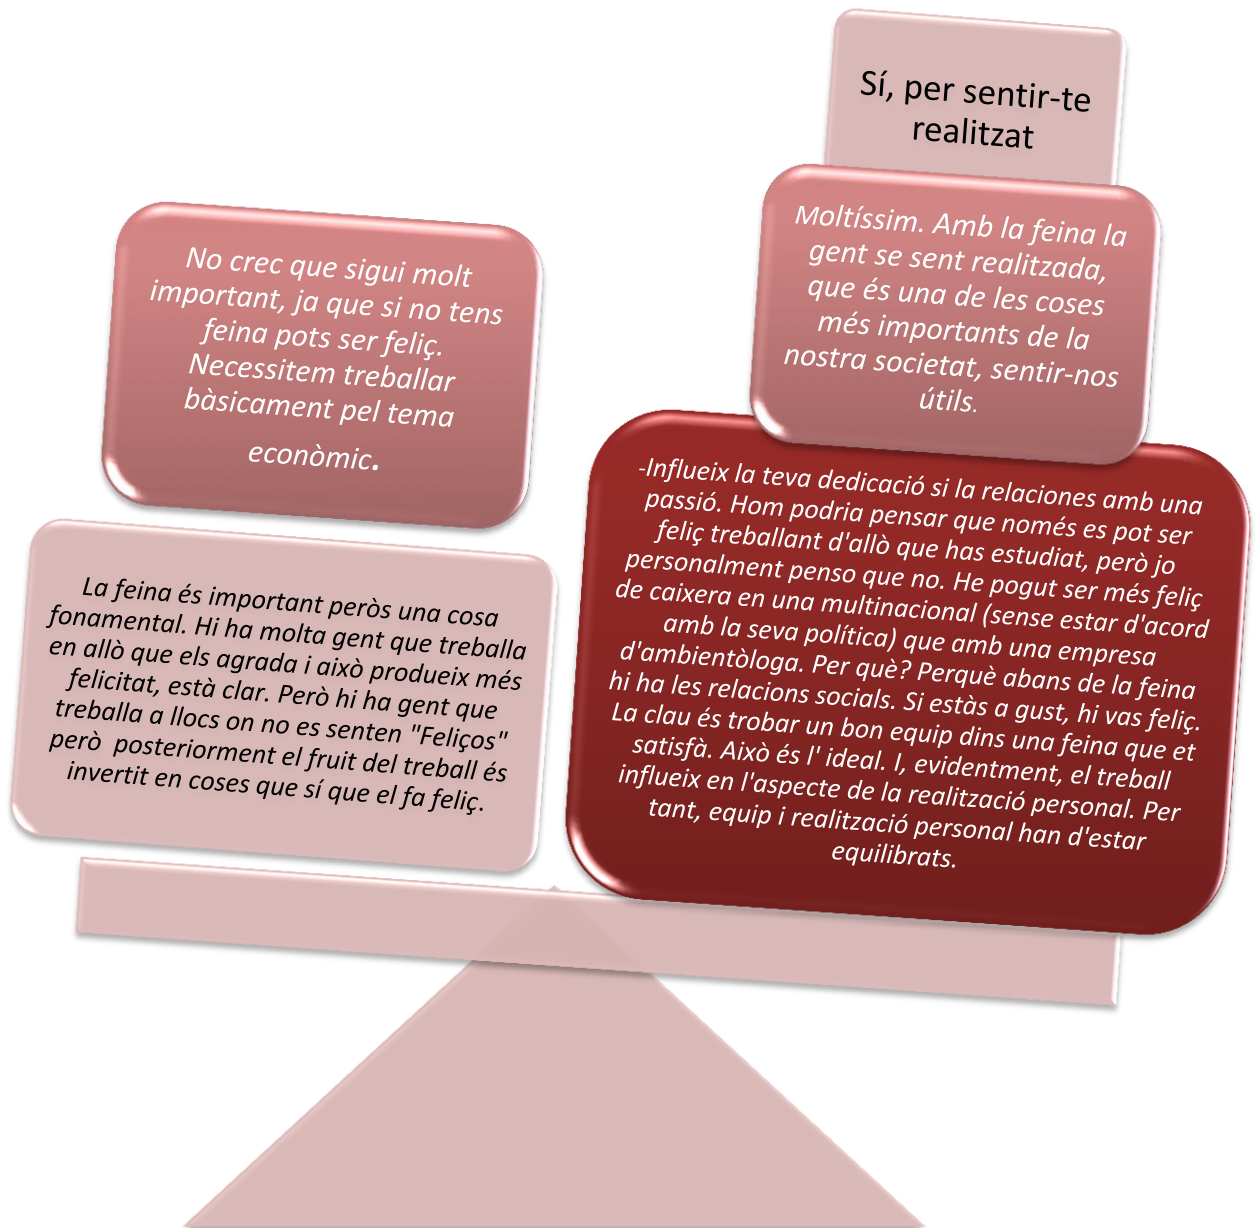 No crec que sigui molt
important, ja que si no tens
feina pots ser feliç.
Necessitem treballar
bàsicament pel tema
econòmic.
La feina és important peròs una cosa
fonamental. Hi ha molta gent que treballa
en allò que els agrada i això produeix més
felicitat, està clar. Però hi ha gent que
treballa a llocs on no es senten "Feliços"
però posteriorment el fruit del treball és
invertit en coses que sí que el fa feliç.
Sí, per sentir-te
realitzat
Moltíssim. Amb la feina la
gent se sent realitzada,
que és una de les coses
més importants de la
nostra societat, sentir-nos
útils.
-Influeix la teva dedicació si la relaciones amb una
passió. Hom podria pensar que només es pot ser
feliç treballant d'allò que has estudiat, però jo
personalment penso que no. He pogut ser més feliç
de caixera en una multinacional (sense estar d'acord
amb la seva política) que amb una empresa
d'ambientòloga. Per què? Perquè abans de la feina
hi ha les relacions socials. Si estàs a gust, hi vas feliç.
La clau és trobar un bon equip dins una feina que et
satisfà. Això és l' ideal. I, evidentment, el treball
influeix en l'aspecte de la realització personal. Per
tant, equip i realització personal han d'estar
equilibrats.